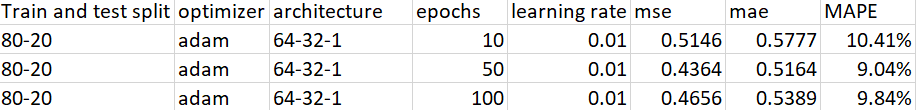 Train and test split optimizer architecture epochs learning rate mse mae MAPE
80-20 adam 64-32-1 10 0.01 0.5146 0.5777 10.41%
80-20 adam 64-32-1 50 0.01 0.4364 0.5164 9.04%
80-20 adam 64-32-1 100 0.01 0.4656 0.5389 9.84%